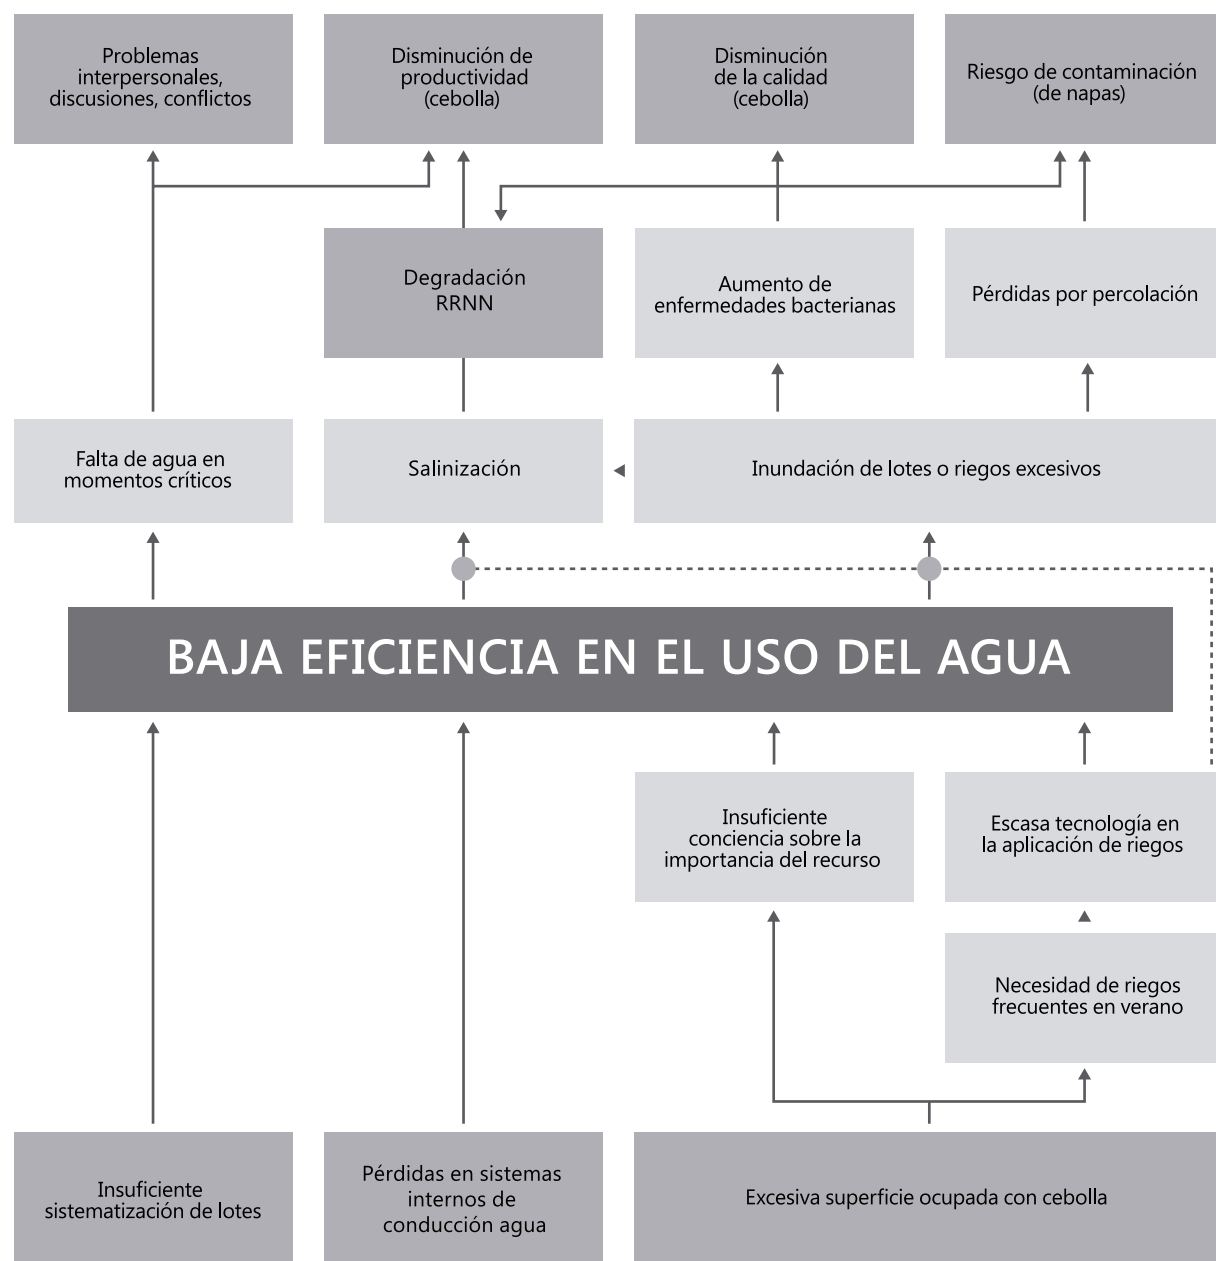 Problemas
interpersonales,
discusiones, conflictos
Disminución de
productividad
(cebolla)
Disminución
de la calidad
(cebolla)
Riesgo de contaminación
(de napas)
Degradación
RRNN
Aumento de
enfermedades bacterianas
Pérdidas por percolación
Falta de agua en
momentos críticos
Salinización
Inundación de lotes o riegos excesivos
BAJA EFICIENCIA EN EL USO DEL AGUA
Insuficiente
conciencia sobre la
importancia del recurso
Escasa tecnología en
la aplicación de riegos
Necesidad de riegos
frecuentes en verano
Insuficiente
sistematización de lotes
Pérdidas en sistemas
internos de
conducción agua
Excesiva superficie ocupada con cebolla